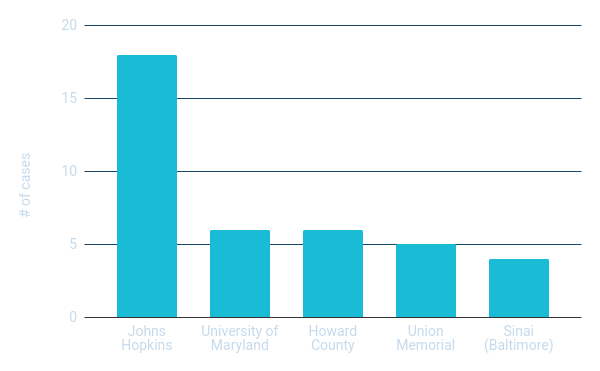 20
15
10
5
0
# of cases
Johns
Hopkins
University of
Maryland
Howard
County
Union
Memorial
Sinai
(Baltimore)